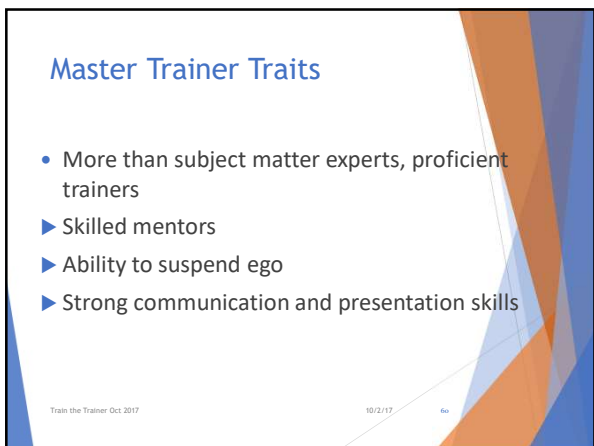 Master Trainer Traits
• More than subject matter experts, proficient
trainers
▶ Skilled mentors
▶ Ability to suspend ego
▶ Strong communication and presentation skills
Train the Trainer Oct 2017 10/2/17 60